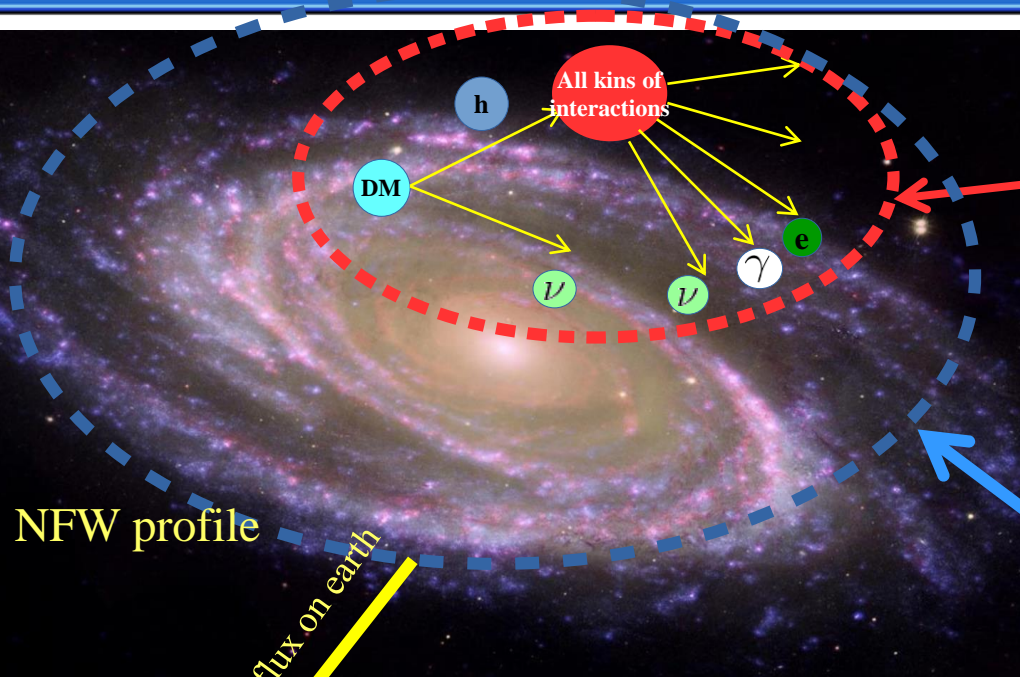 All kins of
interactions
h
DM
e
γ
ν
ν
NFW profile
flux on earth